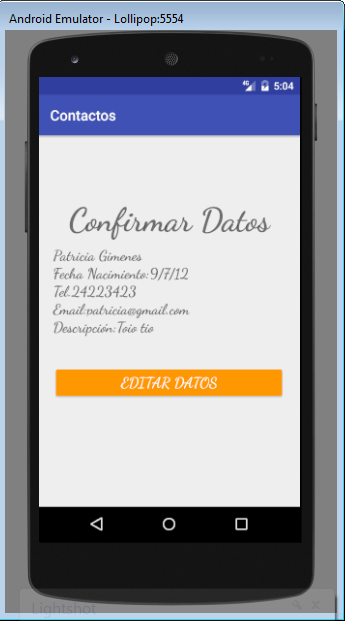 Android Emulator - Lollipop:5554
4G 5:04
Contactos
Confirmar Datos
Patricia Gimenes
Fecha Nacimiento:9/7/12
Tel.24223423
Email:patricia@gmail.com
Descripción:Toio tio
EDITAR DATOS
Lightshot